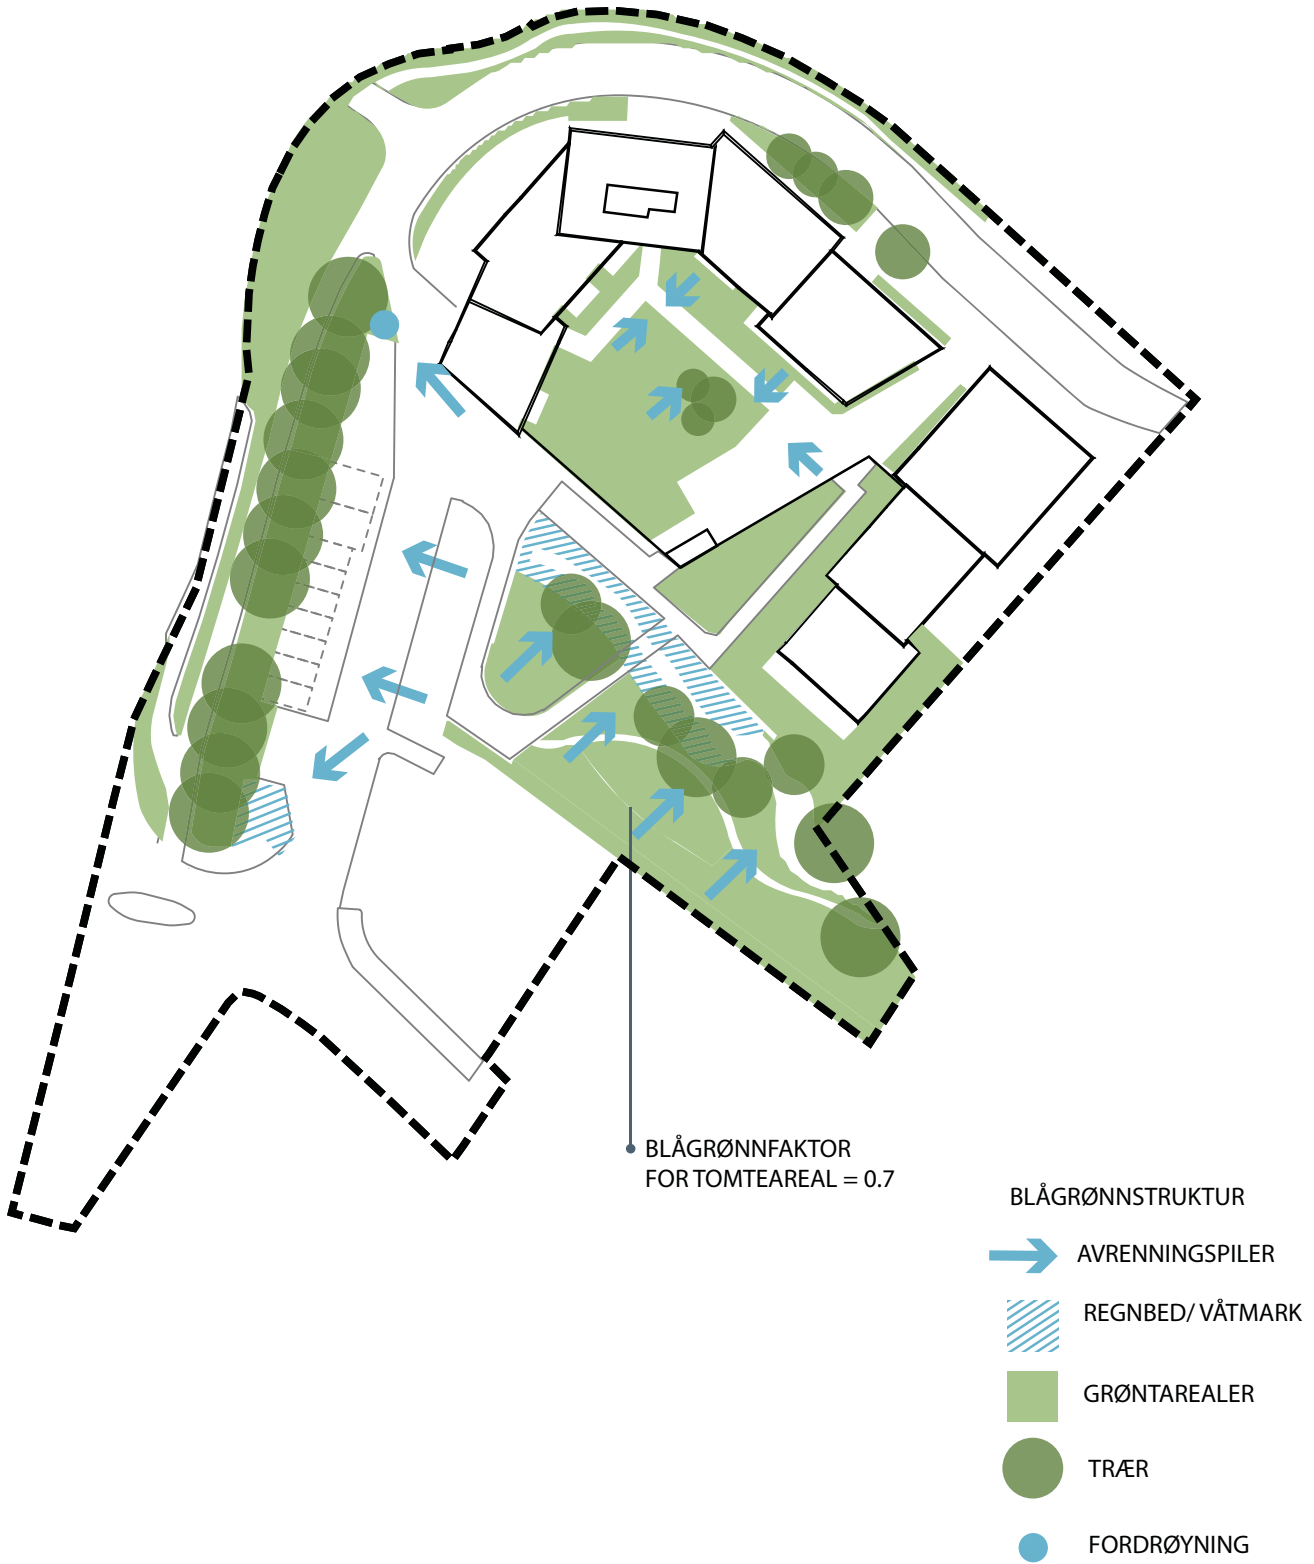 BLÅGRØNNFAKTOR
FOR TOMTEAREAL = 0.7
BLÅGRØNNSTRUKTUR
AVRENNINGSPILER
REGNBED/ VÅTMARK
GRØNTAREALER
TRÆR
FORDRØYNING